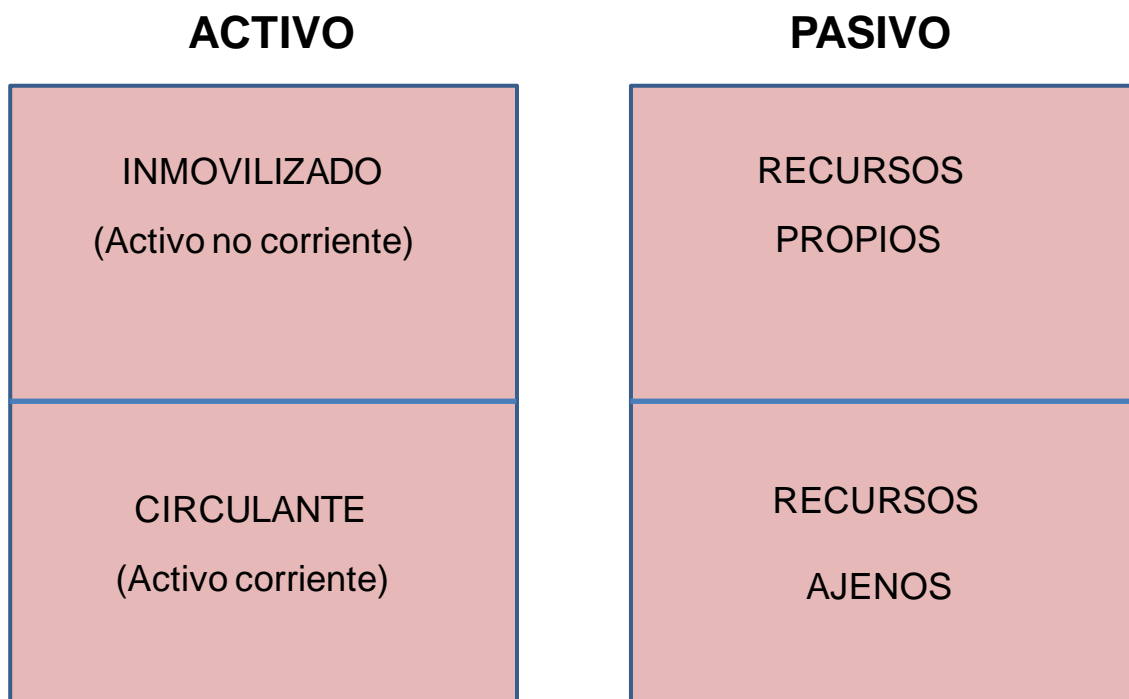 ACTIVO
PASIVO
INMOVILIZADO
(Activo no corriente)
RECURSOS
PROPIOS
CIRCULANTE
(Activo corriente)
RECURSOS
AJENOS